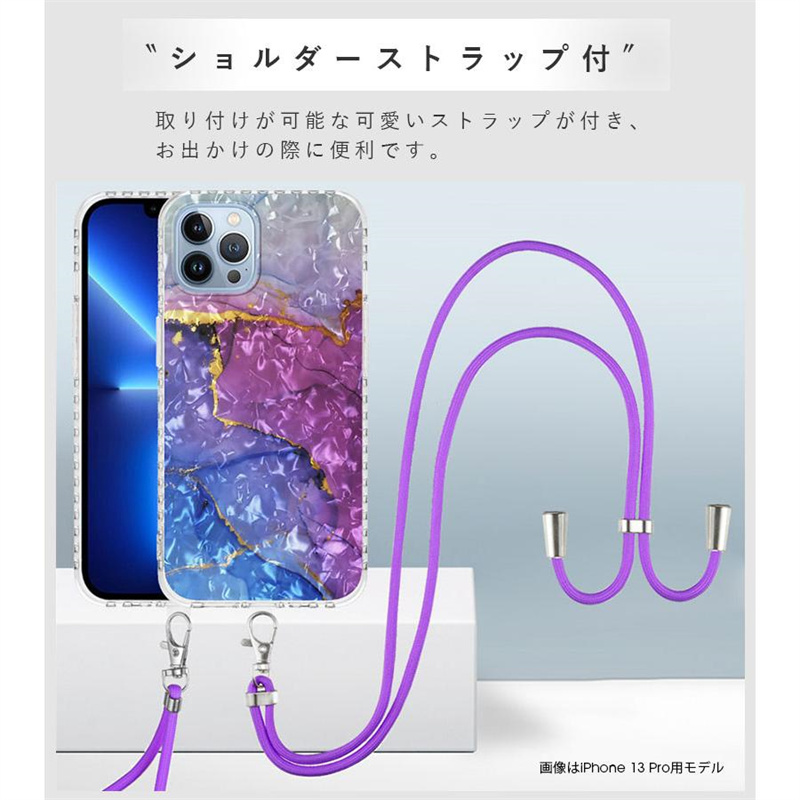 〝ショルダーストラップ付〞
取り付けが可能な可愛いストラップが付き、
お出かけの際に便利です。
画像はiPhone 13 Pro用モデル